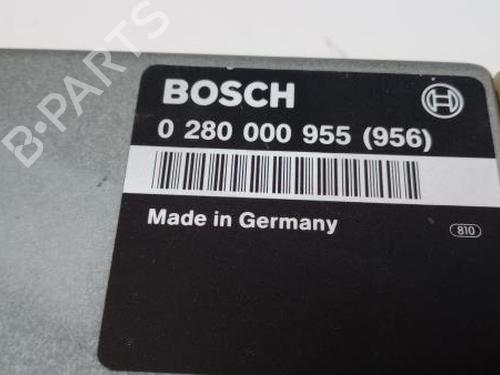 B-PARTS
BOSCH
0 280 000 955 (956)
Made in Germany
810